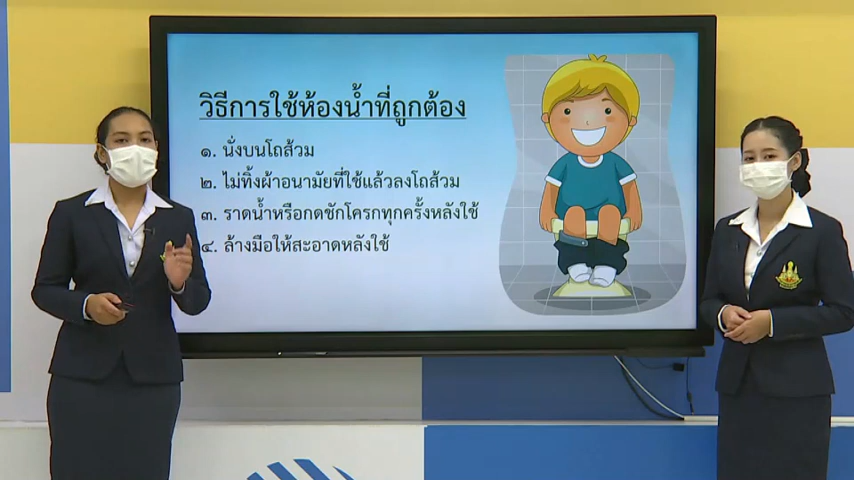 วิธีการใช้ห้องน้ำที่ถูกต้อง
๑. นั่งบนโถส้วม
๒. ไม่ทิ้งผ้าอนามัยที่ใช้แล้วลงโถส้วม
๓. ราดน้ำหรือกดชักโครกทุกครั้งหลังใช้
๔. ล้างมือให้สะอาดหลังใช้